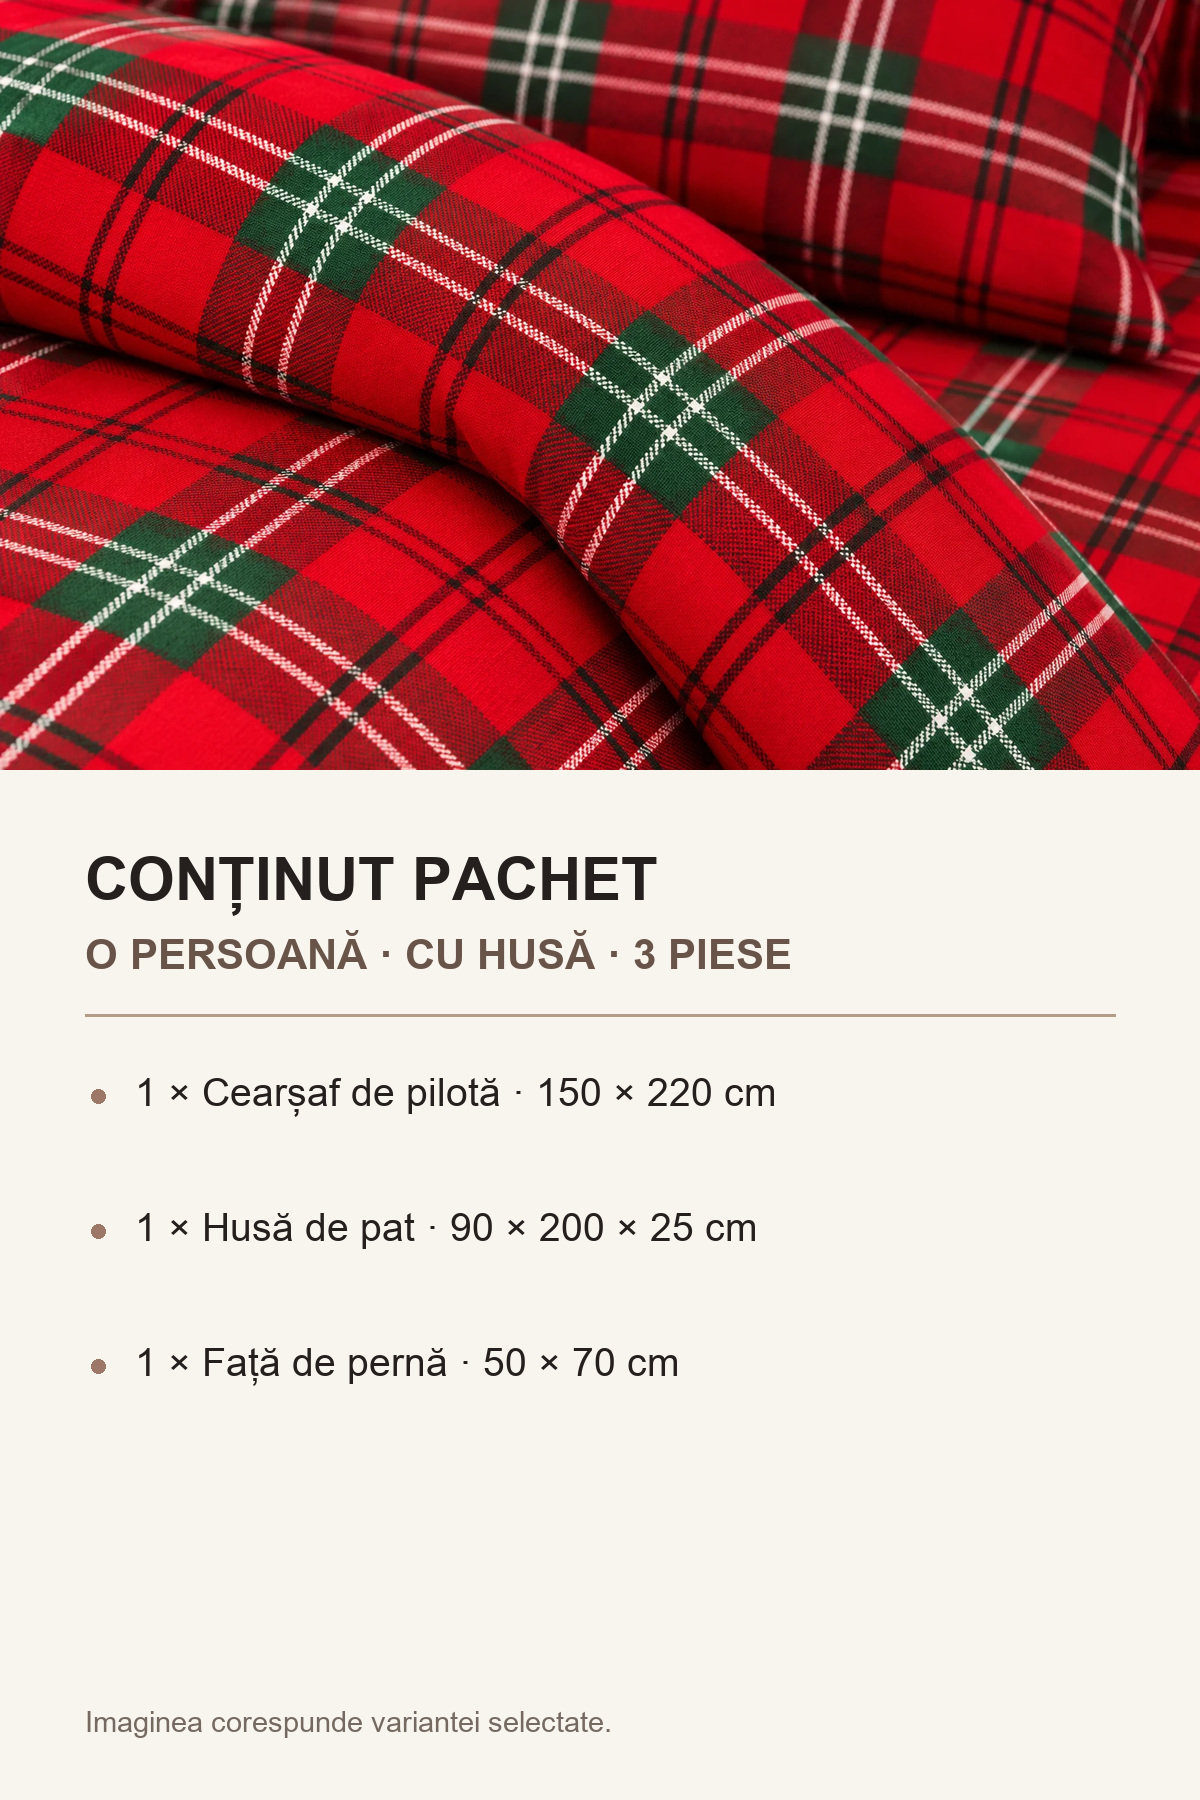 CONȚINUT PACHET
O PERSOANĂ · CU HUSĂ · 3 PIESE
1 × Cearșaf de pilotă · 150 × 220 cm
1 × Husă de pat · 90 × 200 × 25 cm
1 × Față de pernă · 50 × 70 cm
Imaginea corespunde variantei selectate.